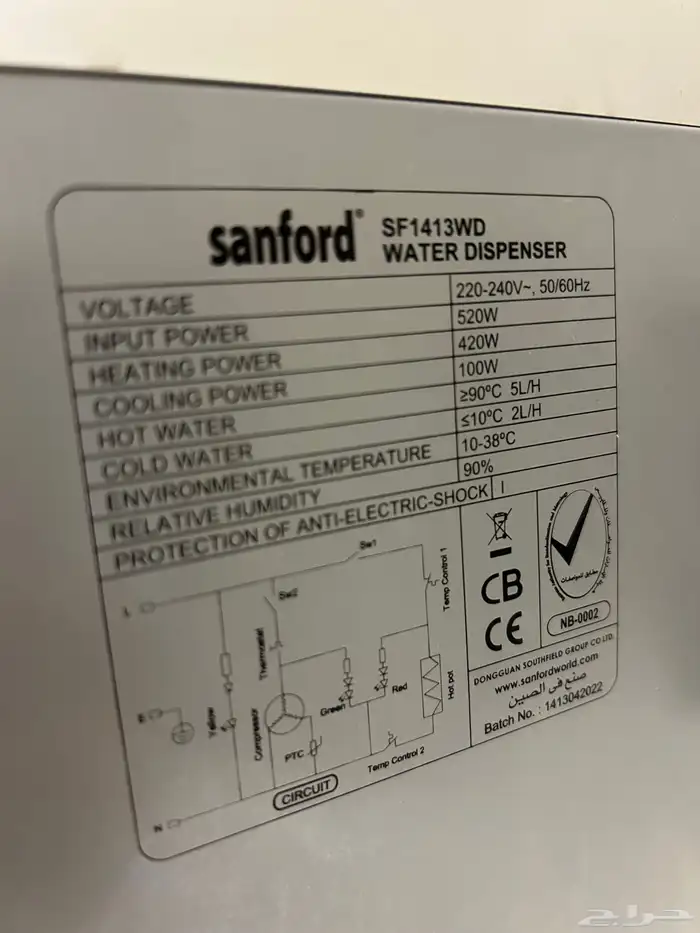 sanford® SF1413WD
WATER DISPENSER
VOLTAGE 220-240V~, 50/60Hz
INPUT POWER 520W
HEATING POWER 420W
COOLING POWER 100W
HOT WATER ≥90ºC 5L/H
COLD WATER ≤10ºC 2L/H
ENVIRONMENTAL TEMPERATURE 10-38ºC
RELATIVE HUMIDITY 90%
PROTECTION OF ANTI-ELECTRIC-SHOCK I
L
Sw1
Temp Control 1
Sw2
Thermostat
E
Yellow
Compressor
PTC
Green
Red
Hot pot
Temp Control 2
N
CIRCUIT
CB
CE
مطابق للمواصفات
NB-0002
DONGGUAN SOUTHFIELD GROUP CO LTD.
www.sanfordworld.com
صنع في الصين
Batch No. : 1413042022
حراج